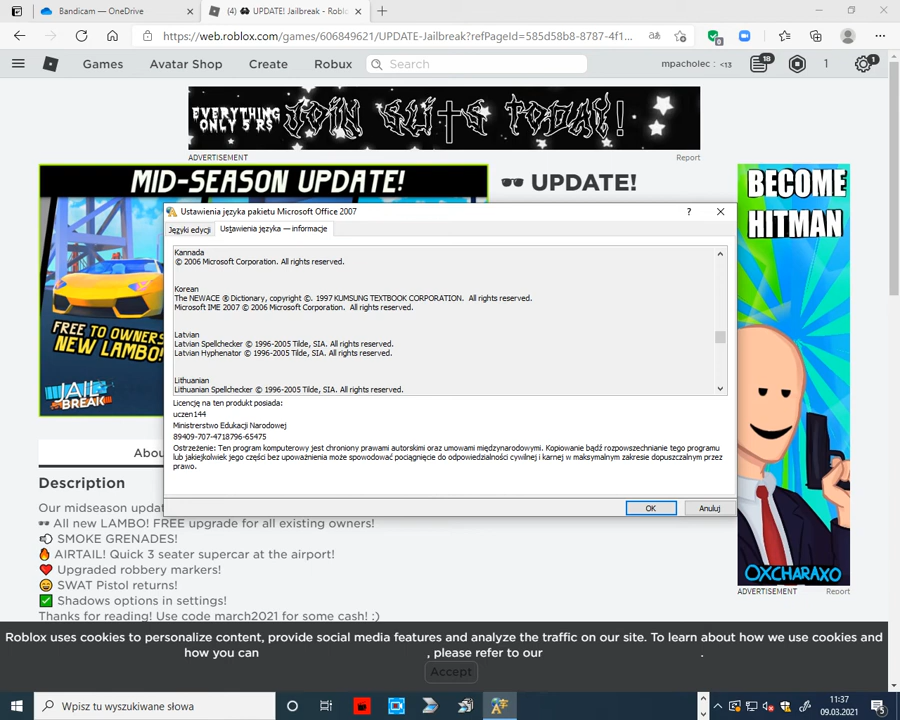 Bandicam — OneDrive
(4) 🕶️ UPDATE! Jailbreak - Roblo
https://web.roblox.com/games/606849621/UPDATE-Jailbreak?refPageId=585d58b8-8787-4f1...
Games
Avatar Shop
Create
Robux
Search
mpacholec
<13
18
1
1
EVERYTHING
ONLY 5 R$
JOIN SLITS TODAY!
ADVERTISEMENT
Report
MID-SEASON UPDATE!
🕶️ UPDATE!
BECOME
HITMAN
FREE TO OWNERS
NEW LAMBO!
JAIL
BREAK
OXCHARAXO
ADVERTISEMENT
Report
Ustawienia języka pakietu Microsoft Office 2007
Języki edycji
Ustawienia języka — informacje
Kannada
© 2006 Microsoft Corporation. All rights reserved.
Korean
The NEWACE ® Dictionary, copyright ©. 1997 KUMSUNG TEXTBOOK CORPORATION. All rights reserved.
Microsoft IME 2007 © 2006 Microsoft Corporation. All rights reserved.
Latvian
Latvian Spellchecker © 1996-2005 Tilde, SIA. All rights reserved.
Latvian Hyphenator © 1996-2005 Tilde, SIA. All rights reserved.
Lithuanian
Lithuanian Spellchecker © 1996-2005 Tilde, SIA. All rights reserved.
Licencję na ten produkt posiada:
uczen144
Ministrerstwo Edukacji Narodowej
89409-707-4718796-65475
Ostrzeżenie: Ten program komputerowy jest chroniony prawami autorskimi oraz umowami międzynarodowymi. Kopiowanie bądź rozpowszechnianie tego programu
lub jakiejkolwiek jego części bez upoważnienia może spowodować pociągnięcie do odpowiedzialności cywilnej i karnej w maksymalnym zakresie dopuszczalnym przez
prawo.
OK
Anuluj
Abou
Description
Our midseason updat
🕶️ All new LAMBO! FREE upgrade for all existing owners!
💨 SMOKE GRENADES!
🔥 AIRTAIL! Quick 3 seater supercar at the airport!
❤️ Upgraded robbery markers!
😄 SWAT Pistol returns!
✅ Shadows options in settings!
Thanks for reading! Use code march2021 for some cash! :)
Roblox uses cookies to personalize content, provide social media features and analyze the traffic on our site. To learn about how we use cookies and
how you can , please refer to our .
Accept
Wpisz tu wyszukiwane słowa
11:37
09.03.2021
5